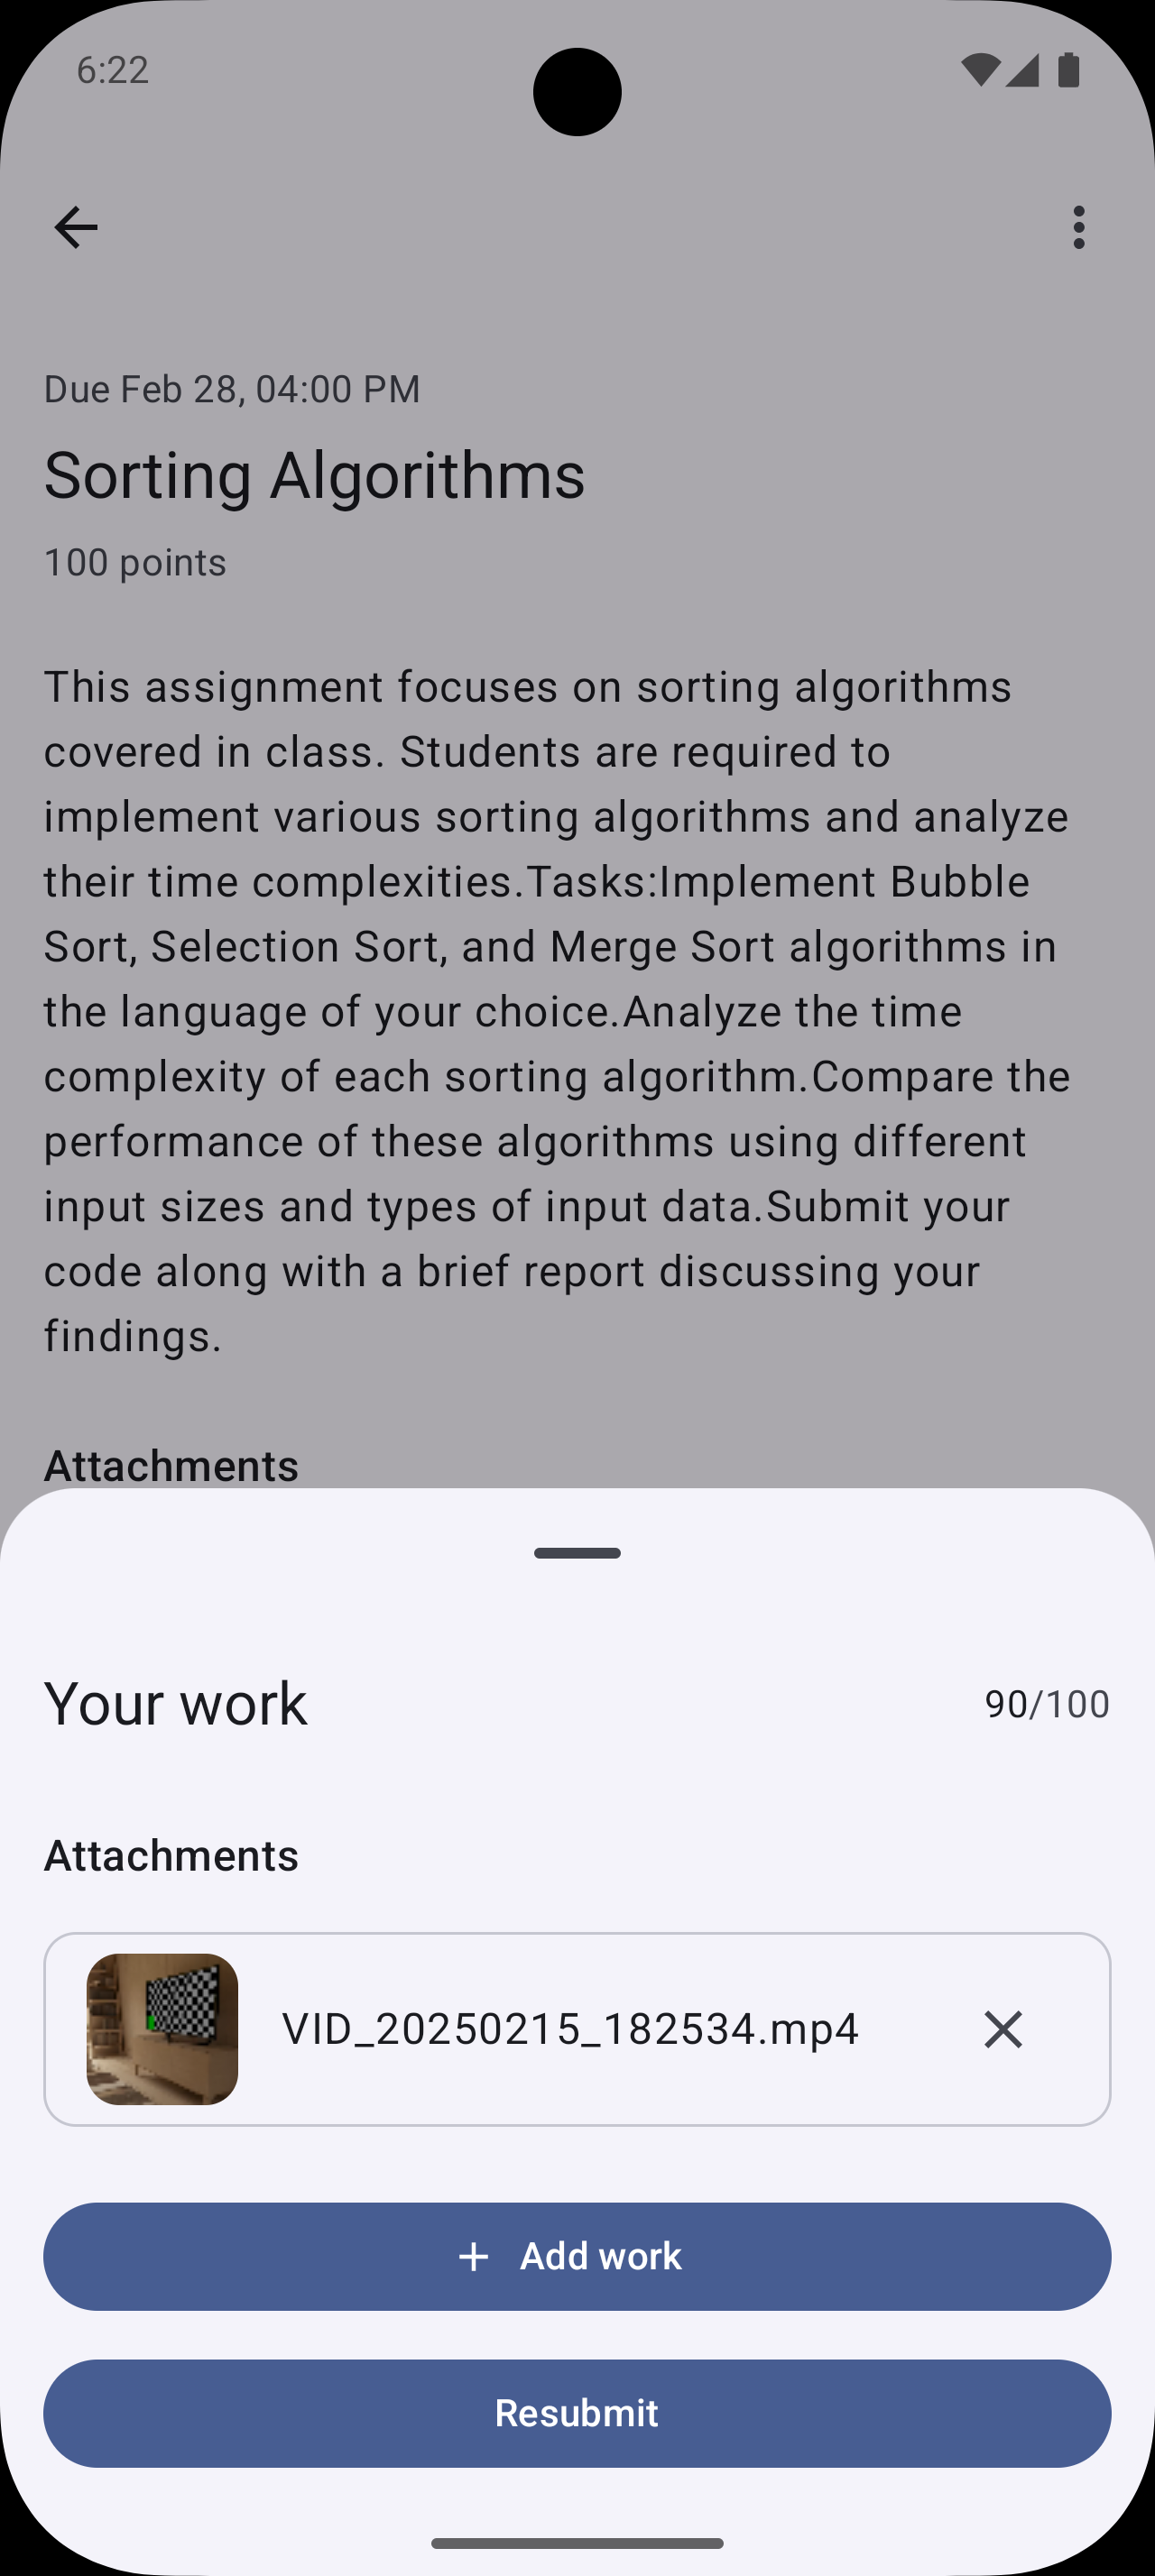 6:22
Due Feb 28, 04:00 PM
Sorting Algorithms
100 points
This assignment focuses on sorting algorithms
covered in class. Students are required to
implement various sorting algorithms and analyze
their time complexities.Tasks:Implement Bubble
Sort, Selection Sort, and Merge Sort algorithms in
the language of your choice.Analyze the time
complexity of each sorting algorithm.Compare the
performance of these algorithms using different
input sizes and types of input data.Submit your
code along with a brief report discussing your
findings.
Attachments
Your work
90/100
Attachments
VID_20250215_182534.mp4
Add work
Resubmit